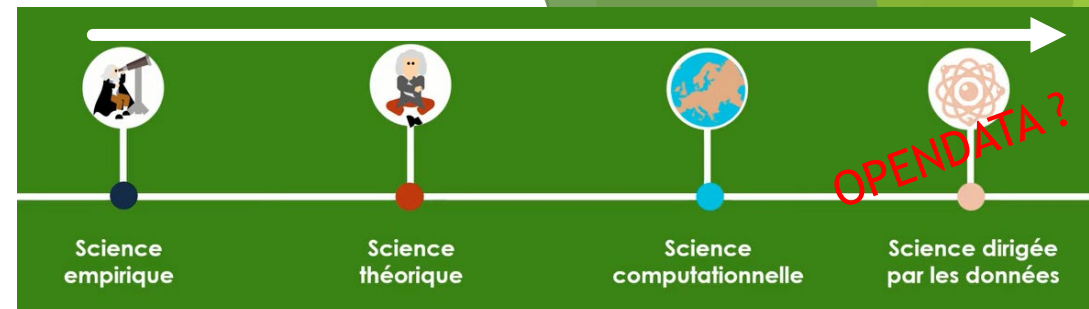 OPENDATA ?
Science
empirique
Science
théorique
Science
computationnelle
Science dirigée
par les données